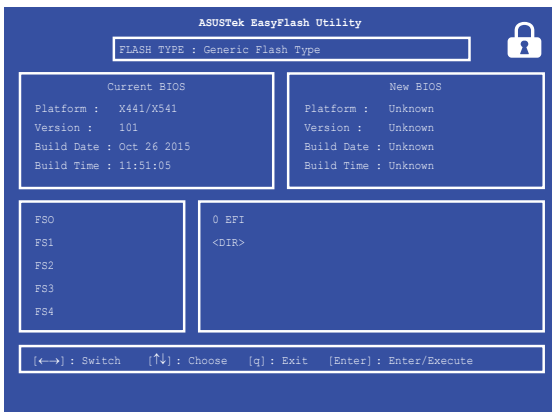 ASUSTek EasyFlash Utility
FLASH TYPE : Generic Flash Type
Current BIOS
Platform : X441/X541
Version : 101
Build Date : Oct 26 2015
Build Time : 11:51:05
New BIOS
Platform : Unknown
Version : Unknown
Build Date : Unknown
Build Time : Unknown
FSO
FS1
FS2
FS3
FS4
0 EFI
<DIR>
[←→] : Switch [↑↓] : Choose [q] : Exit [Enter] : Enter/Execute